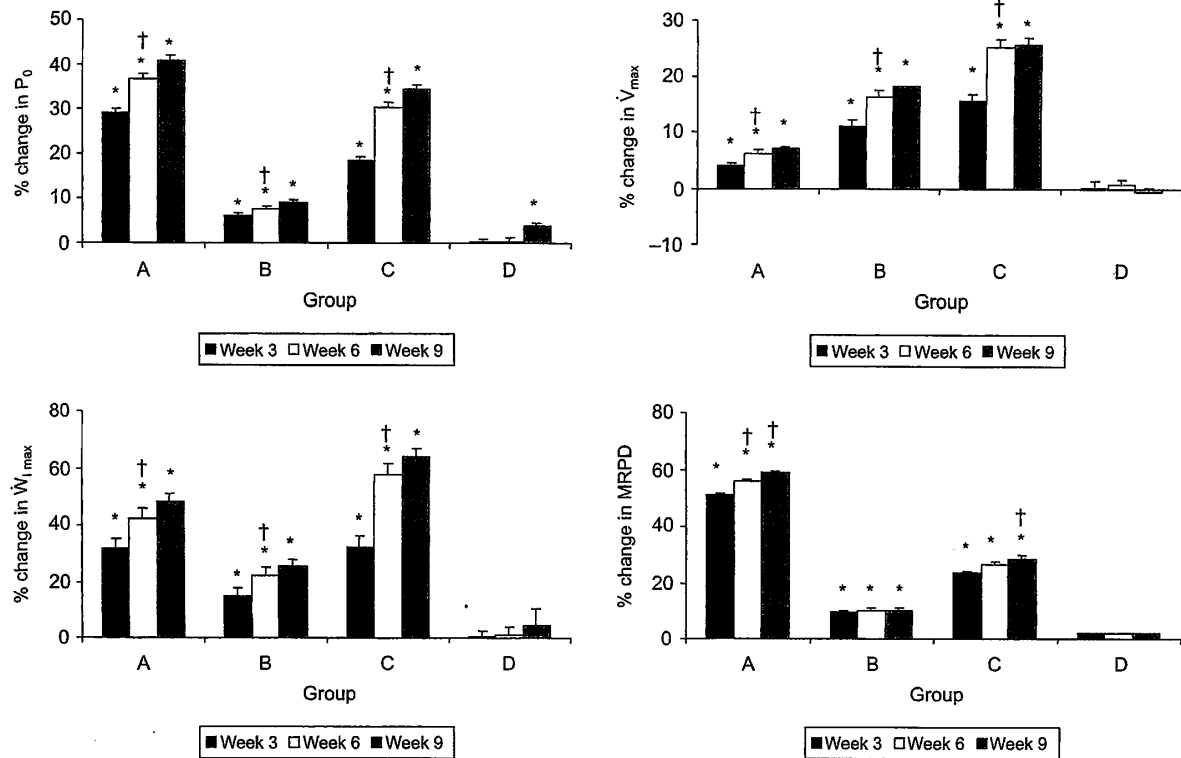 % change in P0
50
40
30
20
10
0
* † * *
* † * *
* † * *
*
A B C D
Group
Week 3 Week 6 Week 9
% change in V̇max
30
20
10
0
–10
* † * *
* † * *
* † * *
A B C D
Group
Week 3 Week 6 Week 9
% change in ẆI max
80
60
40
20
0
* † * *
* † * *
* † * *
A B C D
Group
Week 3 Week 6 Week 9
% change in MRPD
80
60
40
20
0
* † * † *
* * *
* * † *
A B C D
Group
Week 3 Week 6 Week 9